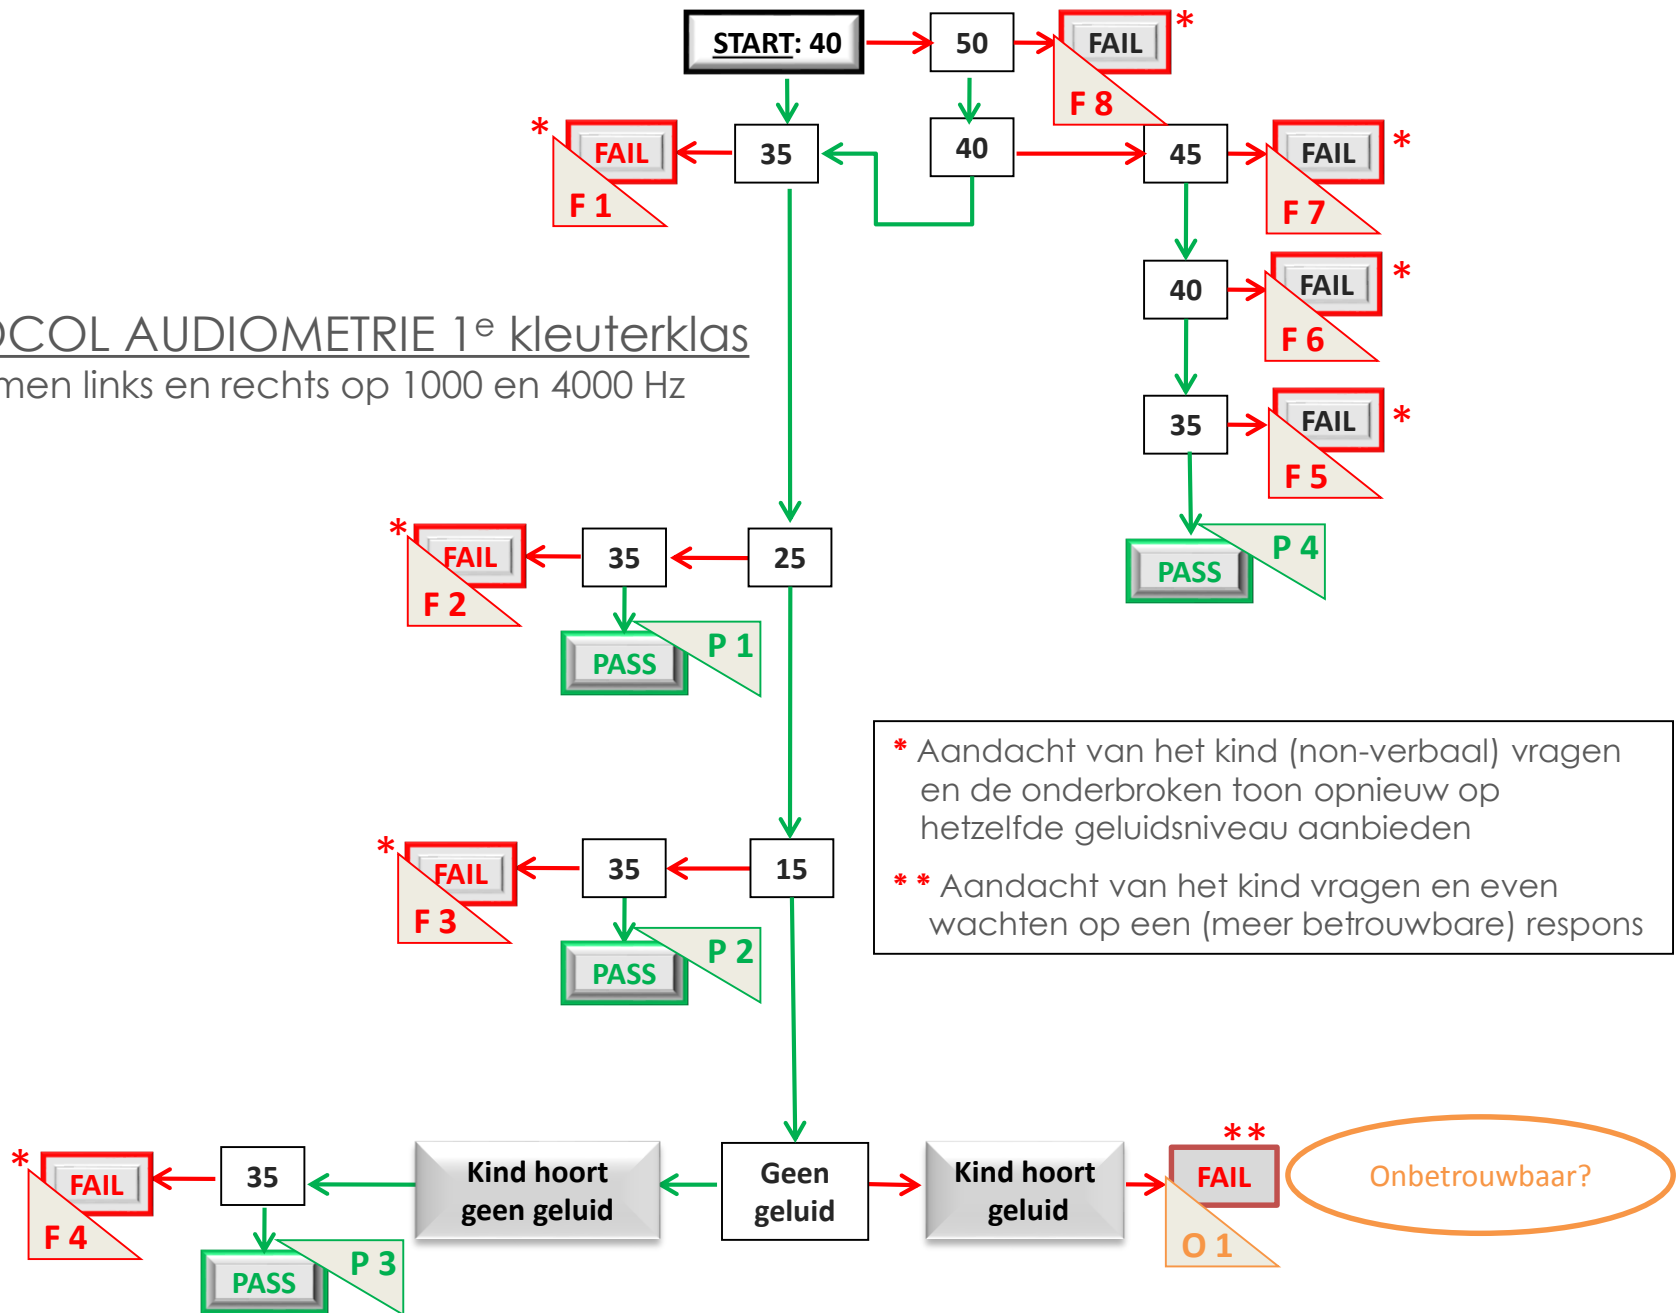 START: 40
50
FAIL
*
F 8
*
FAIL
F 1
35
40
45
FAIL
*
F 7
40
FAIL
*
F 6
OCOL AUDIOMETRIE 1e kleuterklas
men links en rechts op 1000 en 4000 Hz
35
FAIL
*
F 5
*
FAIL
F 2
35
25
P 4
PASS
P 1
PASS
* Aandacht van het kind (non-verbaal) vragen
en de onderbroken toon opnieuw op
hetzelfde geluidsniveau aanbieden
* * Aandacht van het kind vragen en even
wachten op een (meer betrouwbare) respons
*
FAIL
F 3
35
15
P 2
PASS
*
FAIL
F 4
35
Kind hoort
geen geluid
Geen
geluid
Kind hoort
geluid
**
FAIL
O 1
Onbetrouwbaar?
P 3
PASS